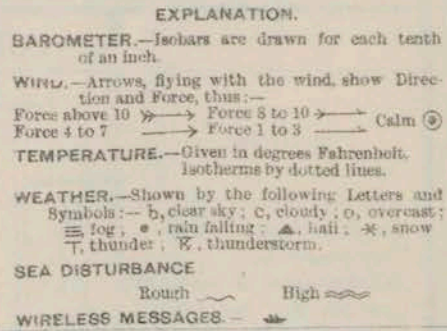 EXPLANATION.
BAROMETER.—Isobars are drawn for each tenth
of an inch.
WIND.—Arrows, flying with the wind, show Direc-
tion and Force, thus:—
Force above 10 Force 8 to 10 Calm
Force 4 to 7 Force 1 to 3
TEMPERATURE.—Given in degrees Fahrenheit.
Isotherms by dotted lines.
WEATHER.—Shown by the following Letters and
Symbols:— b, clear sky; c, cloudy; o, overcast;
fog; rain falling; hail; snow
thunder; thunderstorm.
SEA DISTURBANCE
Rough High
WIRELESS MESSAGES.—